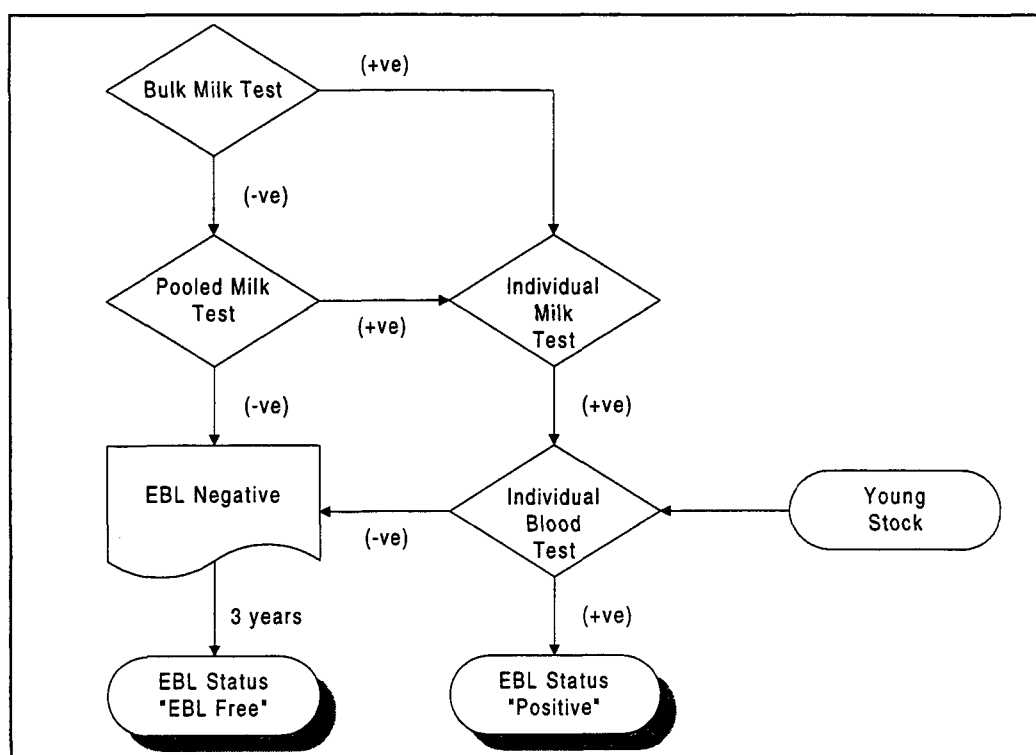 Bulk Milk Test
(+ve)
(-ve)
Pooled Milk
Test
(+ve)
Individual
Milk
Test
(-ve)
(+ve)
EBL Negative
(-ve)
Individual
Blood
Test
Young
Stock
3 years
(+ve)
EBL Status
"EBL Free"
EBL Status
"Positive"